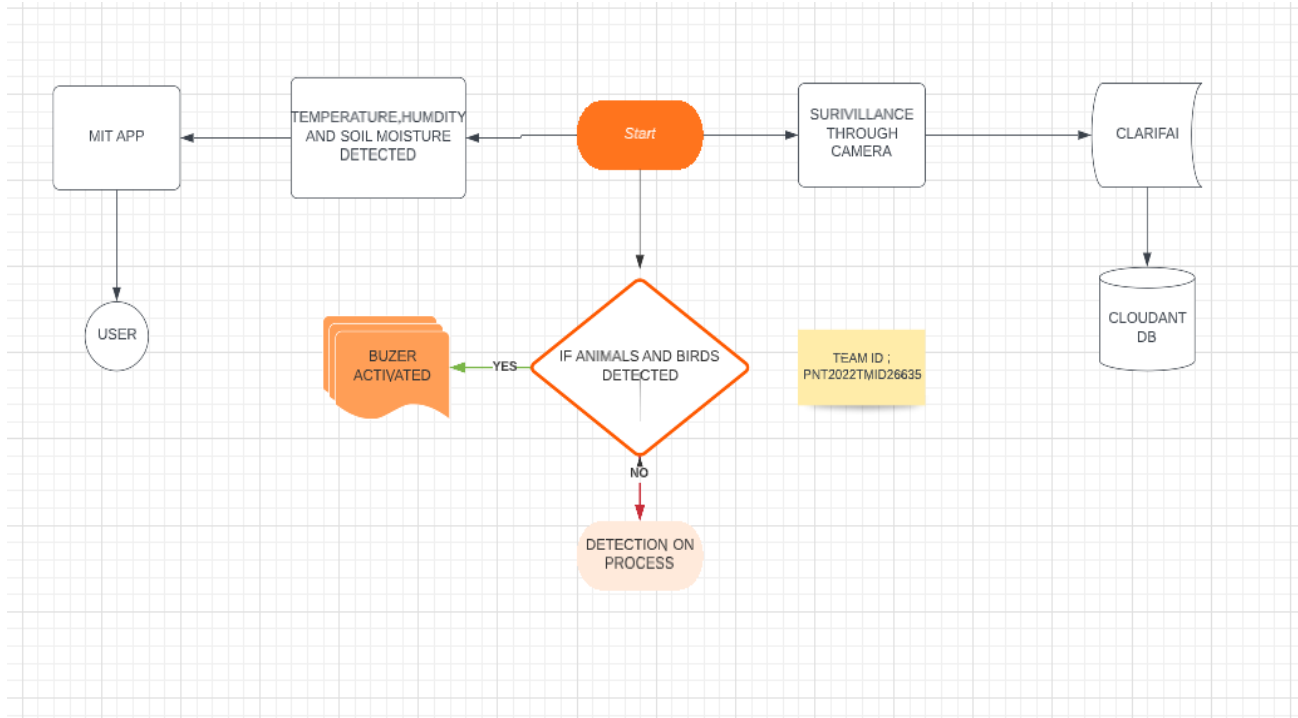 MIT APP
TEMPERATURE,HUMDITY
AND SOIL MOISTURE
DETECTED
Start
SURIVILLANCE
THROUGH
CAMERA
CLARIFAI
USER
BUZER
ACTIVATED
YES
IF ANIMALS AND BIRDS
DETECTED
TEAM ID ;
PNT2022TMID26635
CLOUDANT
DB
NO
DETECTION ON
PROCESS